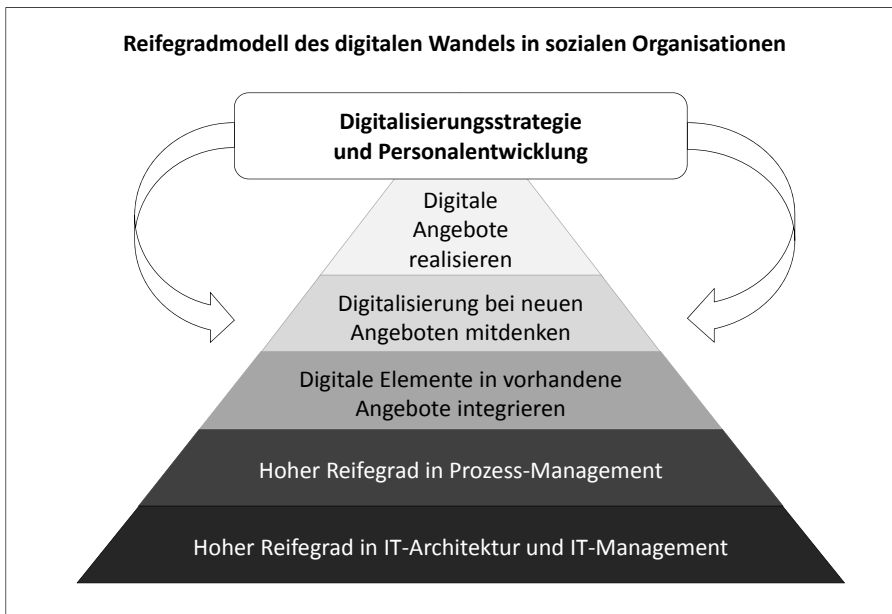 Reifegradmodell des digitalen Wandels in sozialen Organisationen
Digitalisierungsstrategie
und Personalentwicklung
Digitale
Angebote
realisieren
Digitalisierung bei neuen
Angeboten mitdenken
Digitale Elemente in vorhandene
Angebote integrieren
Hoher Reifegrad in Prozess-Management
Hoher Reifegrad in IT-Architektur und IT-Management